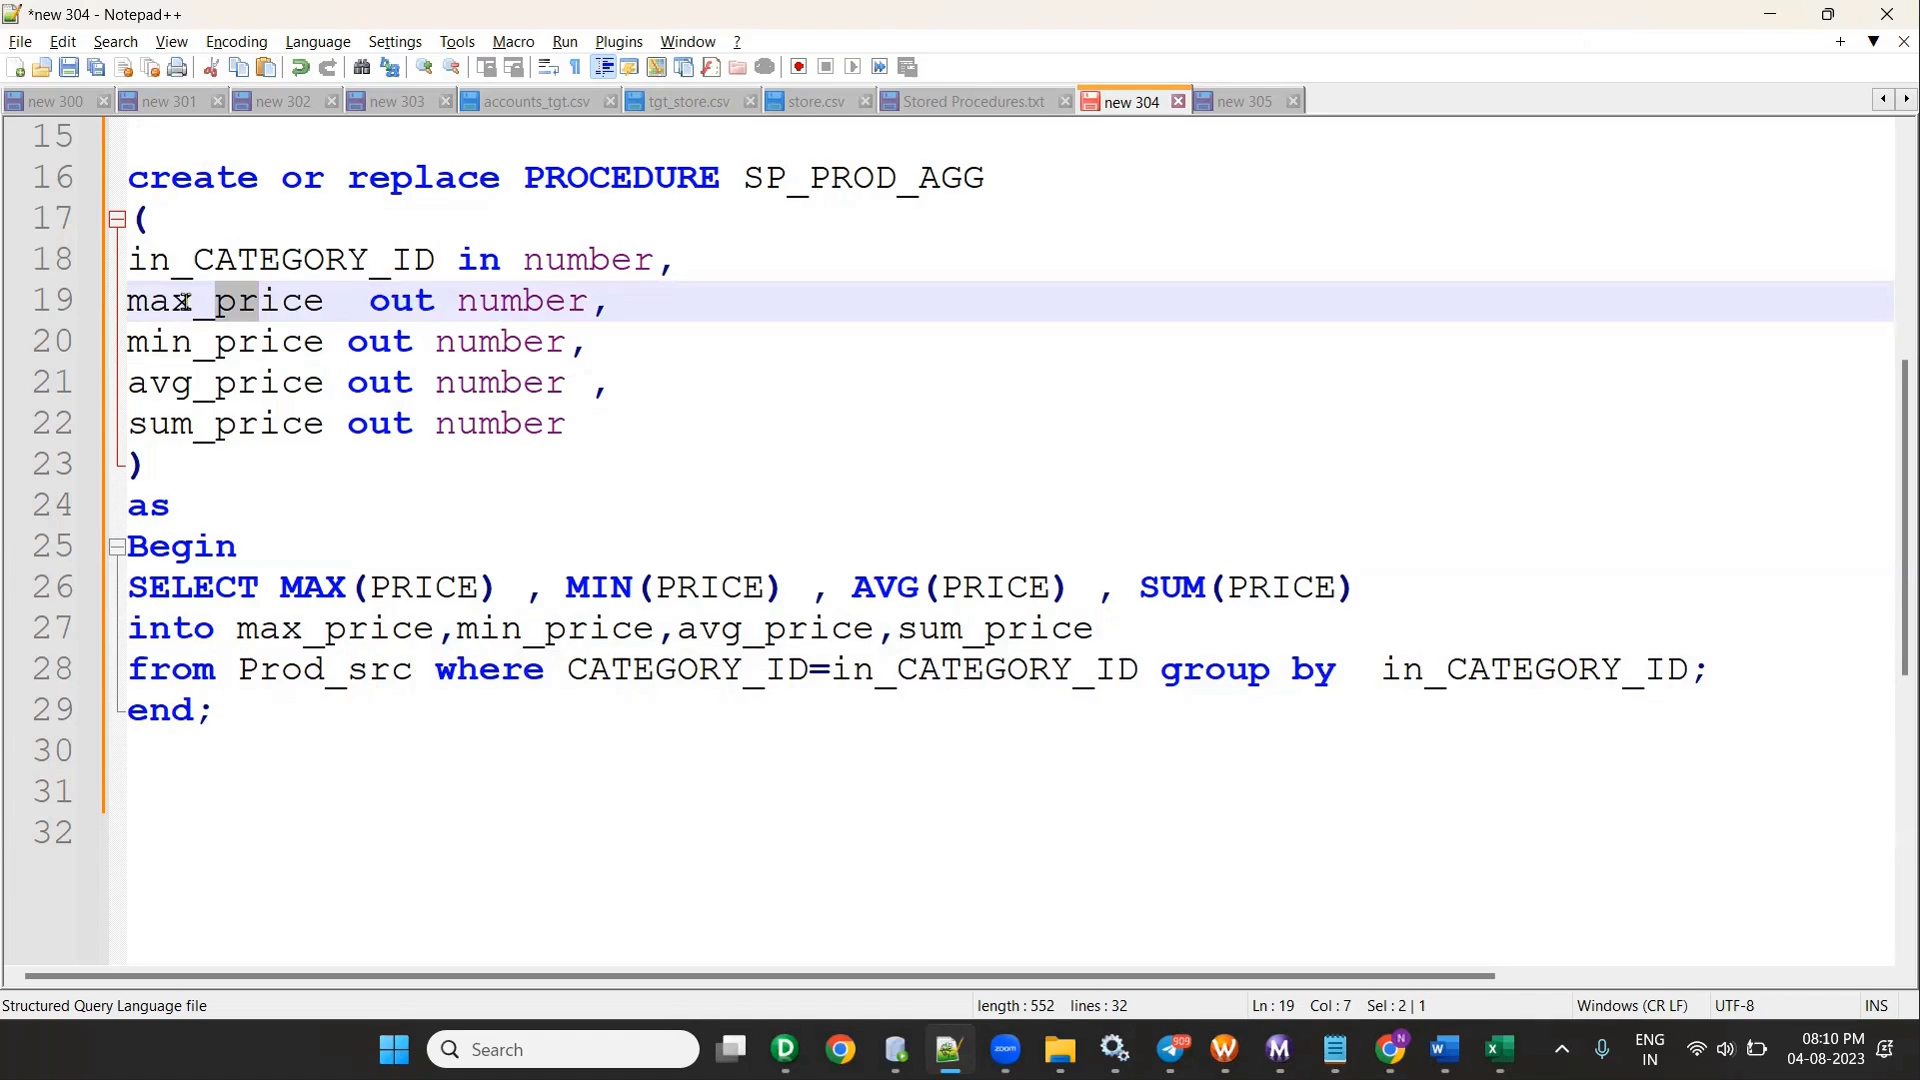 *new 304 - Notepad++
File Edit Search View Encoding Language Settings Tools Macro Run Plugins Window ?
new 300 new 301 new 302 new 303 accounts_tgt.csv tgt_store.csv store.csv Stored Procedures.txt new 304 new 305
15
16 create or replace PROCEDURE SP_PROD_AGG
17 (
18 in_CATEGORY_ID in number,
19 max_price  out number,
20 min_price out number,
21 avg_price out number ,
22 sum_price out number
23 )
24 as
25 Begin
26 SELECT MAX(PRICE) , MIN(PRICE) , AVG(PRICE) , SUM(PRICE)
27 into max_price,min_price,avg_price,sum_price
28 from Prod_src where CATEGORY_ID=in_CATEGORY_ID group by  in_CATEGORY_ID;
29 end;
30
31
32
Structured Query Language file length : 552 lines : 32 Ln : 19 Col : 7 Sel : 2 | 1 Windows (CR LF) UTF-8 INS
Search zoom 909 N ENG IN 08:10 PM 04-08-2023